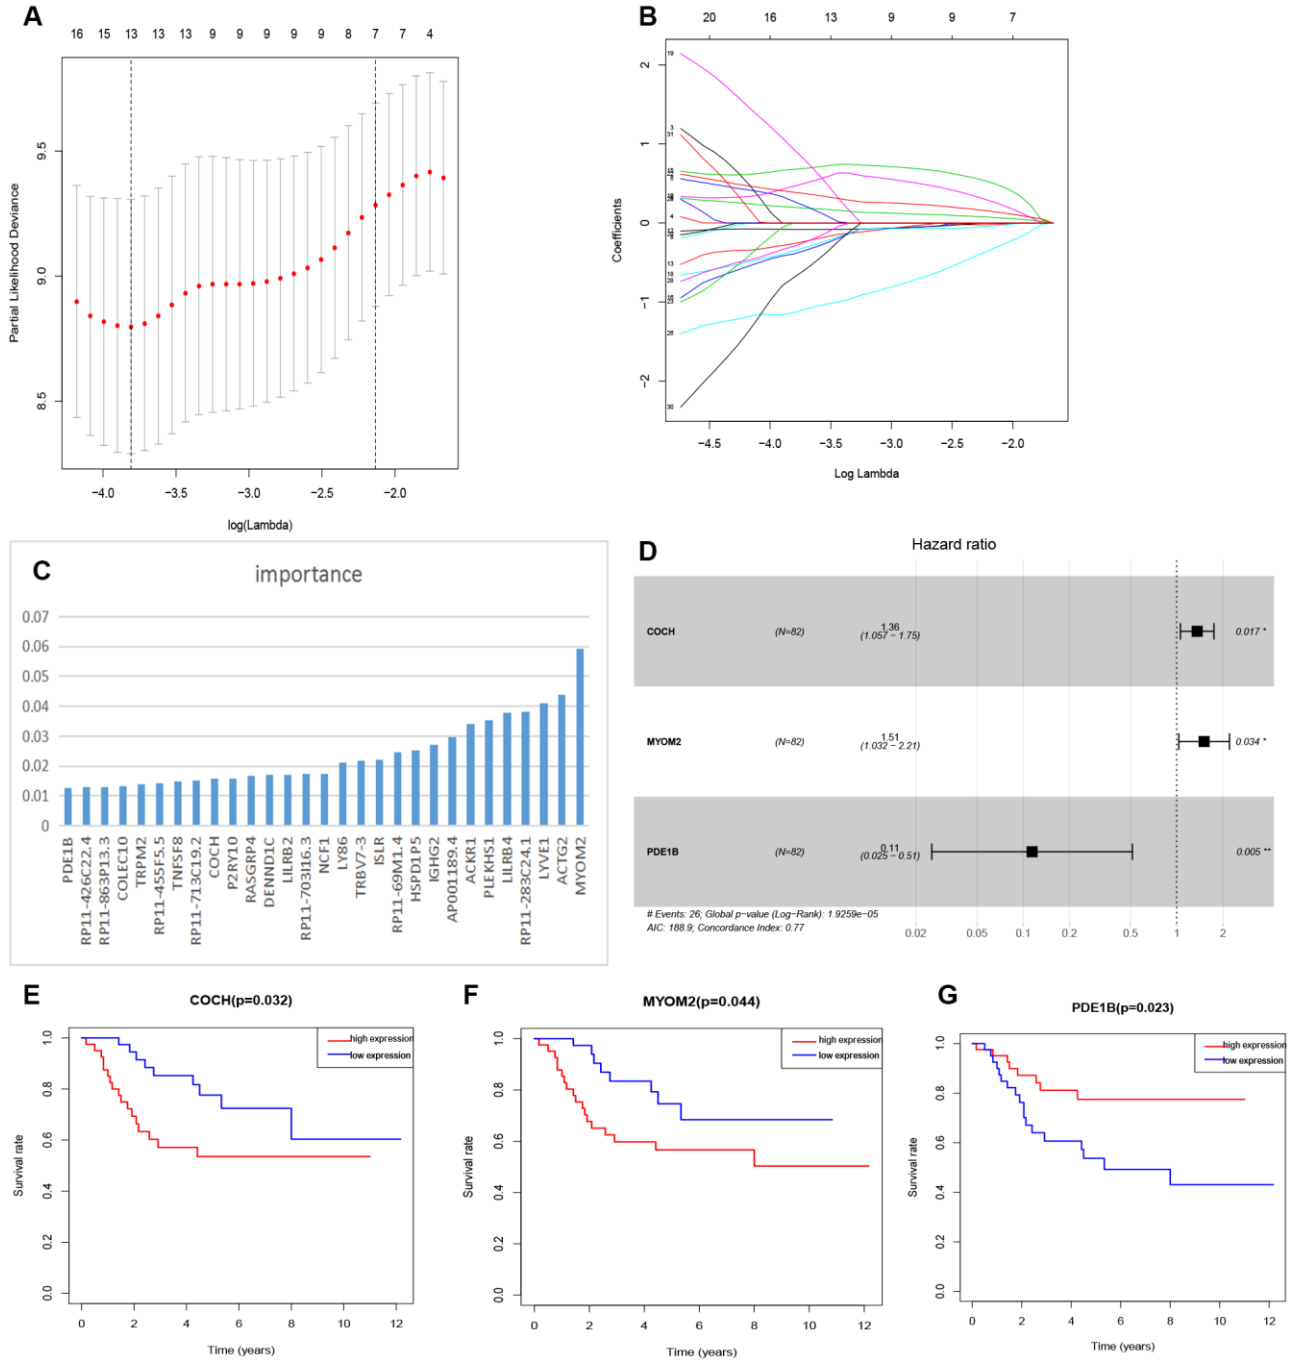 A
16 15 13 13 13 9 9 9 9 9 8 7 7 4
Partial Likelihood Deviance
9.5
9.0
8.5
−4.0 −3.5 −3.0 −2.5 −2.0
log(Lambda)
B
20 16 13 9 9 7
Coefficients
2
1
0
−1
−2
19
3
31
4
13
18
28
23
26
30
−4.5 −4.0 −3.5 −3.0 −2.5 −2.0
Log Lambda
C
importance
0.07
0.06
0.05
0.04
0.03
0.02
0.01
0
PDE1B
RP11-426C22.4
RP11-863P13.3
COLEC10
TRPM2
RP11-455F5.5
TNFSF8
RP11-713C19.2
COCH
P2RY10
RASGRP4
DENND1C
LILRB2
RP11-703I16.3
NCF1
LY86
TRBV7-3
ISLR
RP11-69M1.4
HSPD1P5
IGHG2
AP001189.4
ACKR1
PLEKHS1
LILRB4
RP11-283C24.1
LYVE1
ACTG2
MYOM2
D
Hazard ratio
COCH (N=82) 1.36 (1.057 − 1.75) 0.017 *
MYOM2 (N=82) 1.51 (1.032 − 2.21) 0.034 *
PDE1B (N=82) 0.11 (0.025 − 0.51) 0.005 **
# Events: 26; Global p−value (Log−Rank): 1.9259e−05
AIC: 188.9; Concordance Index: 0.77
0.02 0.05 0.1 0.2 0.5 1 2
E
COCH(p=0.032)
high expression
low expression
Survival rate
1.0
0.8
0.6
0.4
0.2
0.0
0 2 4 6 8 10 12
Time (years)
F
MYOM2(p=0.044)
high expression
low expression
Survival rate
1.0
0.8
0.6
0.4
0.2
0.0
0 2 4 6 8 10 12
Time (years)
G
PDE1B(p=0.023)
high expression
low expression
Survival rate
1.0
0.8
0.6
0.4
0.2
0.0
0 2 4 6 8 10 12
Time (years)